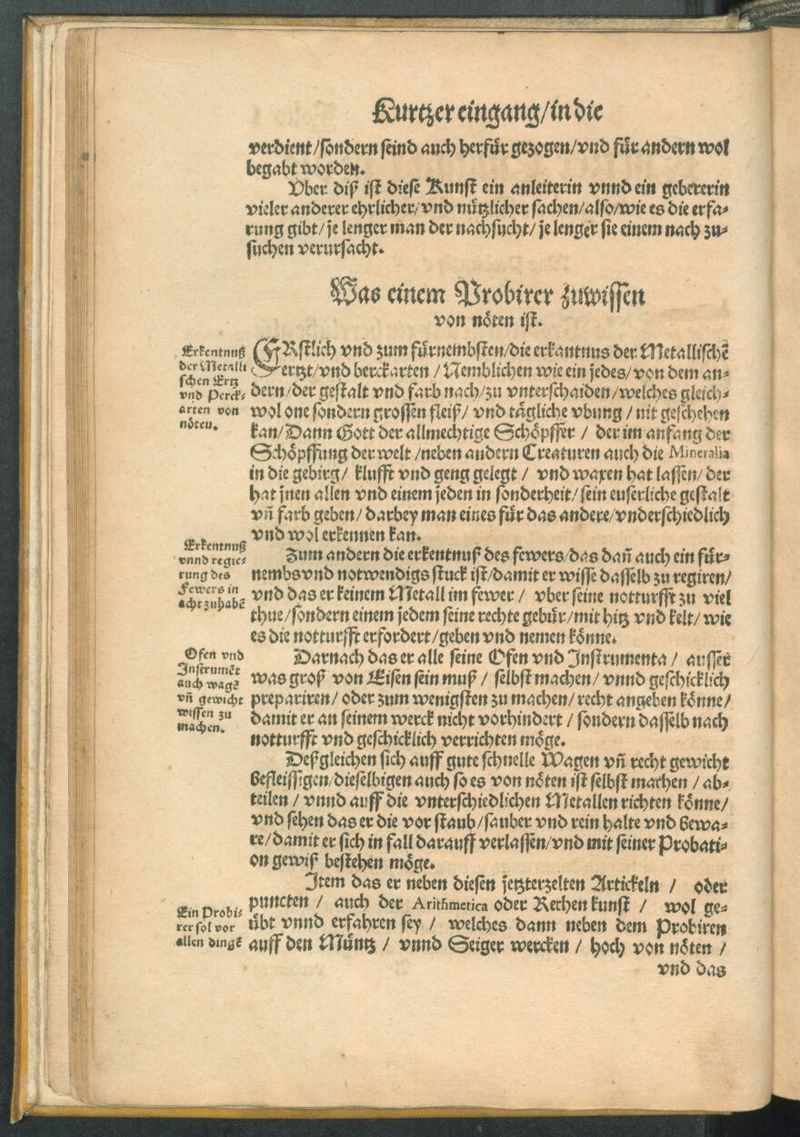 Kurtzer eingang/in die
verdient/sondern seind auch herfür gezogen/vnd für andern wol
begabt worden.
Vber diß ist diese Kunst ein anleiterin vnnd ein gebererin
vieler anderer ehrlicher/vnd nützlicher sachen/also/wie es die erfa-
rung gibt/je lenger man der nachsucht/je lenger sie einem nach zu-
suchen verursacht.
Was einem Probirer zuwissen
von nöten ist.
Erkentnuß
der Metalli
schen Ertz
vnd Perck-
arten von
nöten.
ERstlich vnd zum fürnembsten/die erkantnus der Metallischē
ertzt/vnd berckarten / Nemblichen wie ein jedes/von dem an-
dern/der gestalt vnd farb nach/zu vnterschaiden/welches gleich-
wol one sondern grossen fleiß/ vnd tägliche vbung / nit geschehen
kan/Dann Gott der allmechtige Schöpffer / der im anfang der
Schöpffung der welt /neben andern Creaturen auch die Mineralia
in die gebirg/ klufft vnd geng gelegt / vnd waxen hat lassen/ der
hat jnen allen vnd einem jeden in sonderheit/ sein euserliche gestalt
vñ farb geben/ darbey man eines für das andere/vnderschiedlich
vnd wol erkennen kan.
Erkentnuß
vnnd regie-
rung des
Fewers in
acht zuhabē
Zum andern die erkentnuß des fewers/das dañ auch ein für-
nembs vnd notwendigs stuck ist/damit er wisse dasselb zu regiren/
vnd das er keinem Metall im fewer / vber seine notturfft zu viel
thue/sondern einem jedem seine rechte gebür/mit hitz vnd kelt/ wie
es die notturfft erfordert/geben vnd nemen könne.
Ofen vnd
Instrumēt
auch wagē
vñ gewicht
wissen zu
machen.
Darnach das er alle seine Ofen vnd Instrumenta / ausser
was groß von Eisen sein muß / selbst machen/ vnnd geschicklich
prepariren/ oder zum wenigsten zu machen/ recht angeben könne/
damit er an seinem werck nicht vorhindert / sondern dasselb nach
notturfft vnd geschicklich verrichten möge.
Deßgleichen sich auff gute schnelle Wagen vñ recht gewicht
befleissigen/dieselbigen auch so es von nöten ist selbst machen / ab-
teilen / vnnd auff die vnterschiedlichen Metallen richten könne/
vnd sehen das er die vor staub/sauber vnd rein halte vnd bewa-
re/damit er sich in fall darauff verlassen/vnd mit seiner Probati-
on gewiß bestehen möge.
Ein Probi-
rer sol vor
allen dingē
Item das er neben diesen jetzterzelten Artickeln / oder
puncten / auch der Arithmetica oder Rechen kunst / wol ge-
übt vnnd erfahren sey / welches dann neben dem Probiren
auff den Müntz / vnnd Seiger wercken / hoch von nöten /
vnd das